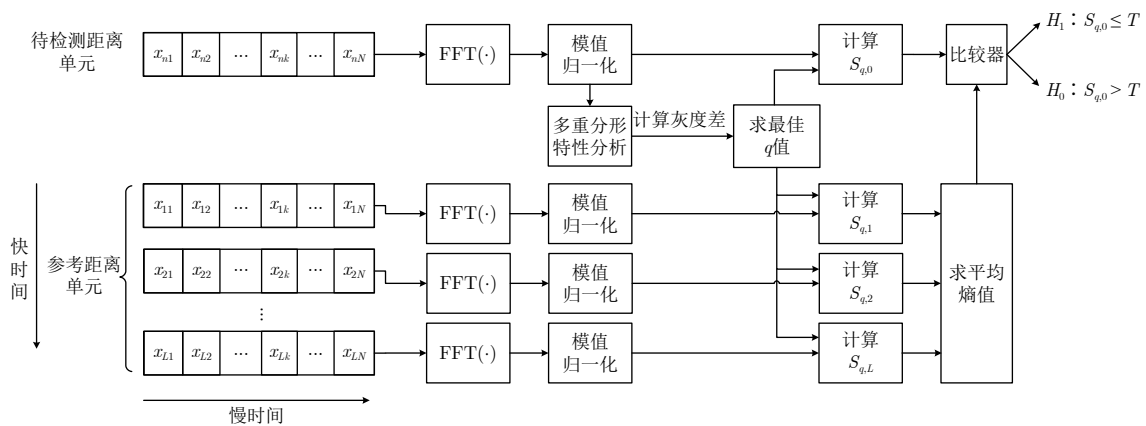 待检测距离
单元
x_{n1} x_{n2} ... x_{nk} ... x_{nN}
FFT(·)
模值
归一化
计算
S_{q,0}
比较器
H_1：S_{q,0} ≤ T
H_0：S_{q,0} > T
多重分形
特性分析
计算灰度差
求最佳
q值
快时间
参考距离
单元
x_{11} x_{12} ... x_{1k} ... x_{1N}
FFT(·)
模值
归一化
计算
S_{q,1}
x_{21} x_{22} ... x_{2k} ... x_{2N}
FFT(·)
模值
归一化
计算
S_{q,2}
⋮
x_{L1} x_{L2} ... x_{Lk} ... x_{LN}
FFT(·)
模值
归一化
计算
S_{q,L}
求平均
熵值
慢时间